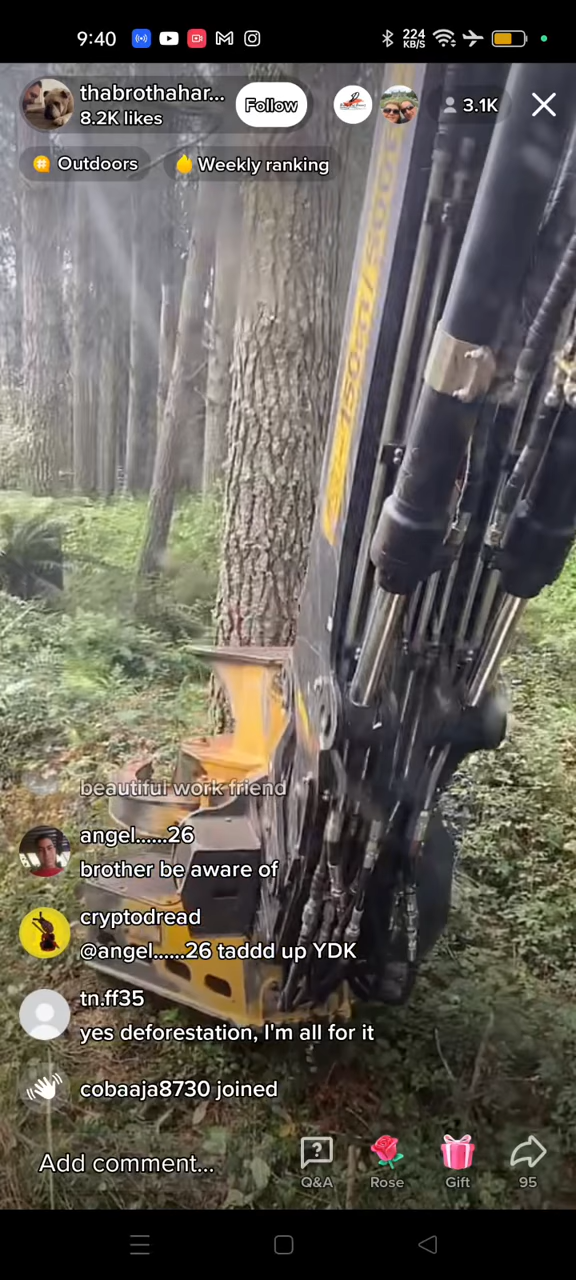 9:40
224
KB/S
thabrothahar...
8.2K likes
Follow
3.1K
Outdoors
Weekly ranking
beautiful work friend
angel......26
brother be aware of
cryptodread
@angel......26 taddd up YDK
tn.ff35
yes deforestation, I'm all for it
cobaaja8730 joined
Add comment...
Q&A
Rose
Gift
95